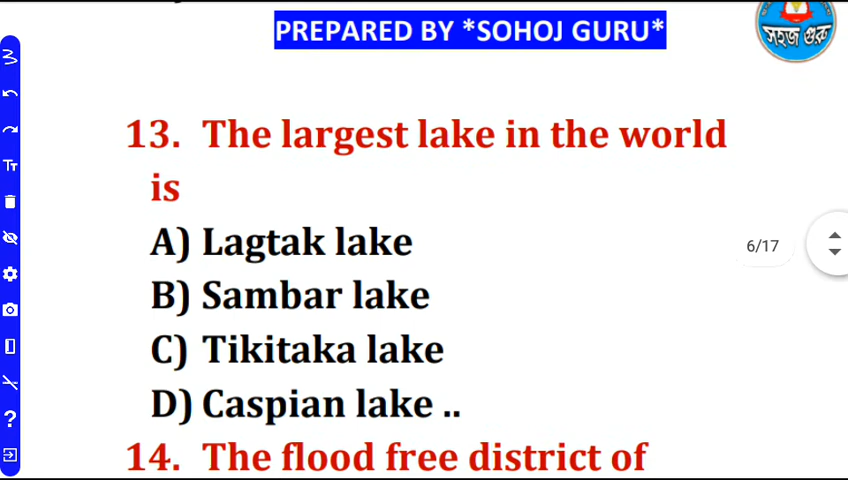 PREPARED BY *SOHOJ GURU*
সহজ গুরু
13. The largest lake in the world
is
A) Lagtak lake
B) Sambar lake
6/17
C) Tikitaka lake
D) Caspian lake ..
14. The flood free district of